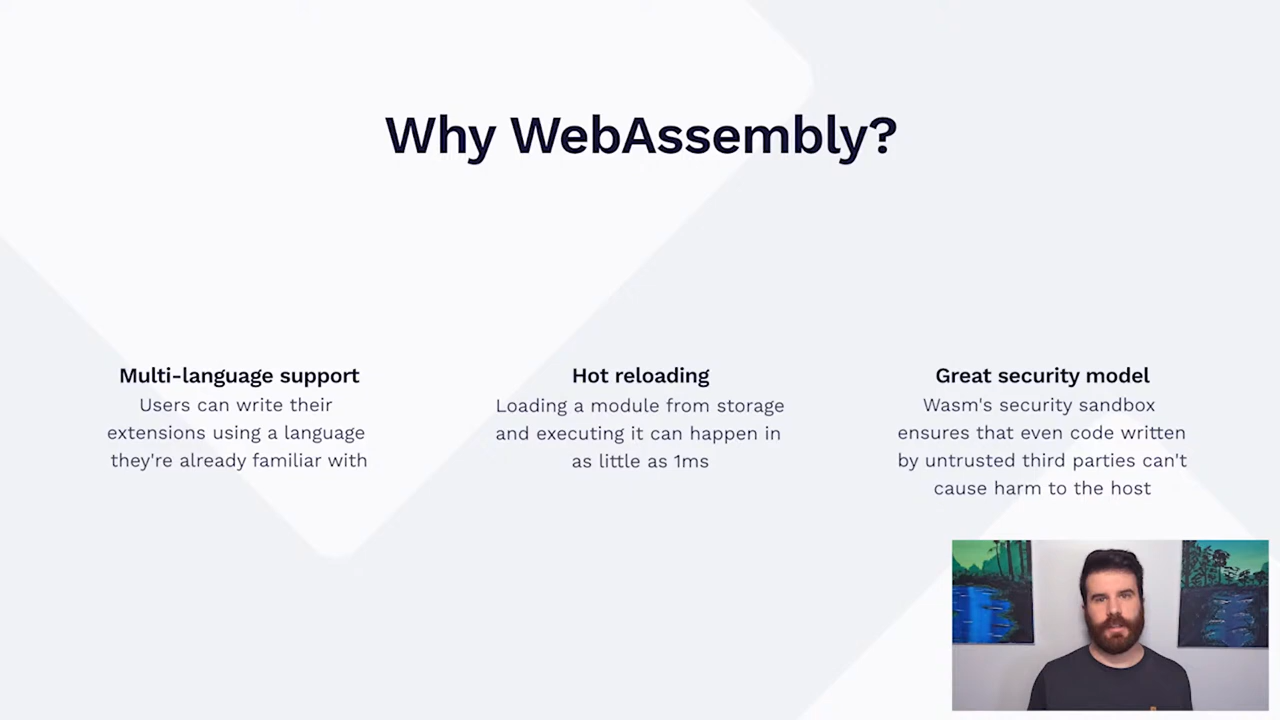 Why WebAssembly?
Multi-language support
Users can write their
extensions using a language
they're already familiar with
Hot reloading
Loading a module from storage
and executing it can happen in
as little as 1ms
Great security model
Wasm's security sandbox
ensures that even code written
by untrusted third parties can't
cause harm to the host